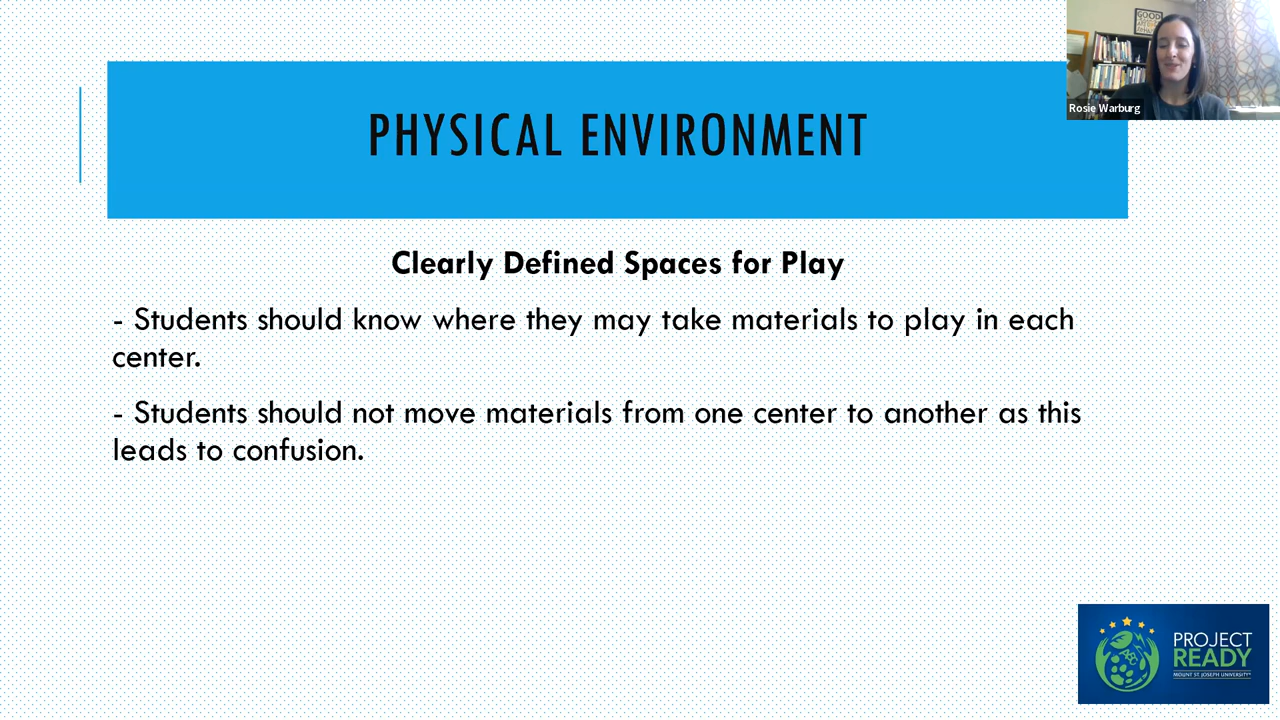 GOOD
Rosie Warburg
PHYSICAL ENVIRONMENT
Clearly Defined Spaces for Play
- Students should know where they may take materials to play in each
center.
- Students should not move materials from one center to another as this
leads to confusion.
ABC
PROJECT
READY
MOUNT ST. JOSEPH UNIVERSITY®